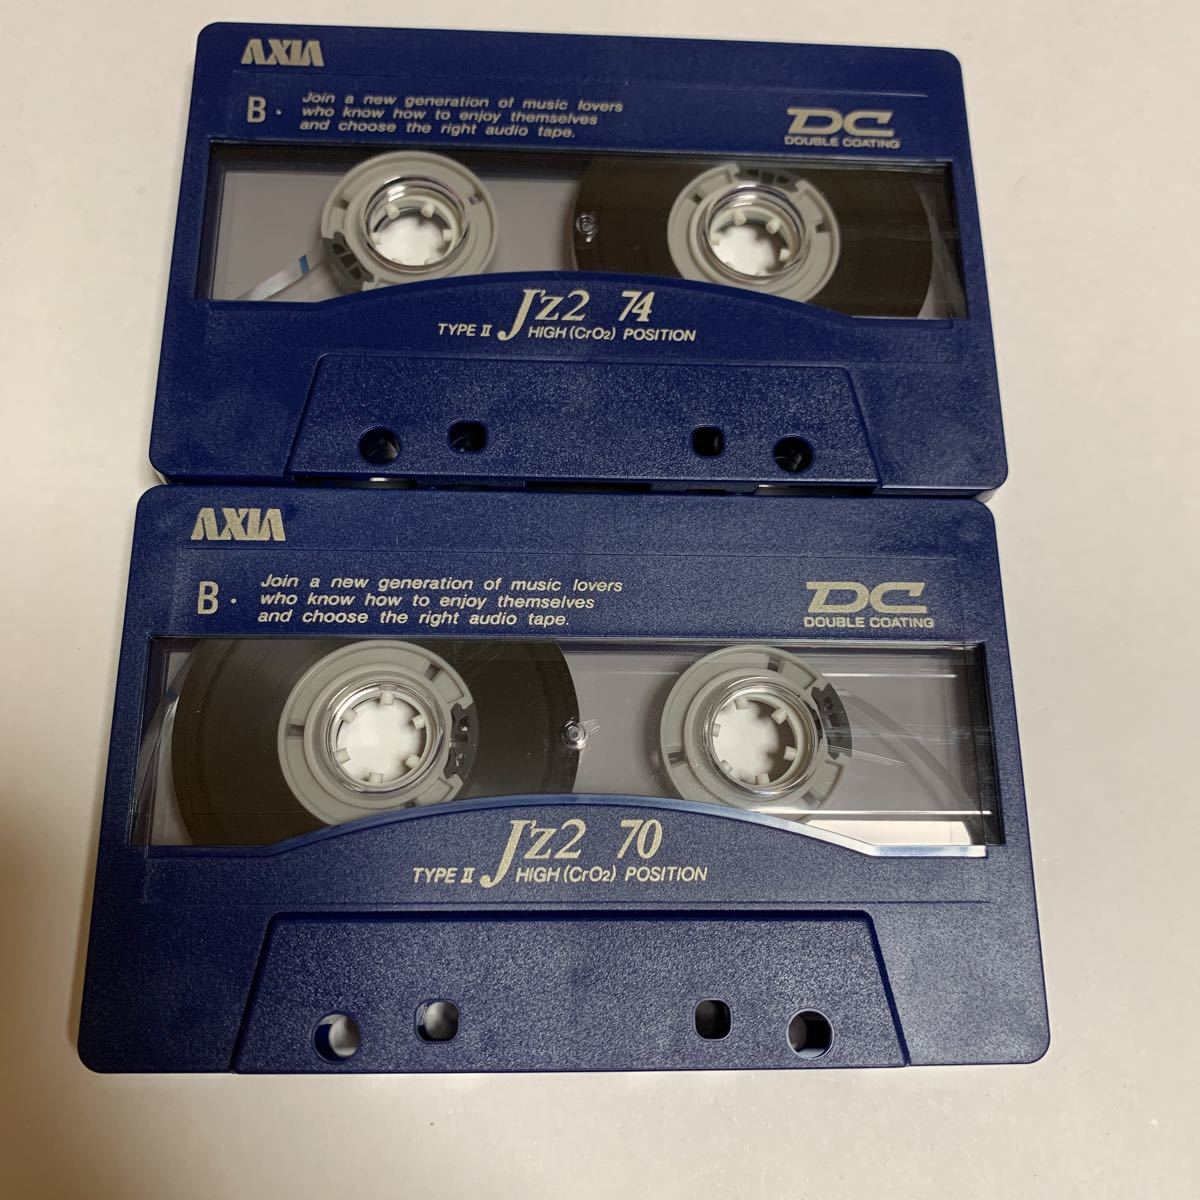 AXIA
B. Join a new generation of music lovers
who know how to enjoy themselves
and choose the right audio tape.
DC
DOUBLE COATING
J'z2 74
TYPE II HIGH (CrO2) POSITION
AXIA
B. Join a new generation of music lovers
who know how to enjoy themselves
and choose the right audio tape.
DC
DOUBLE COATING
J'z2 70
TYPE II HIGH (CrO2) POSITION